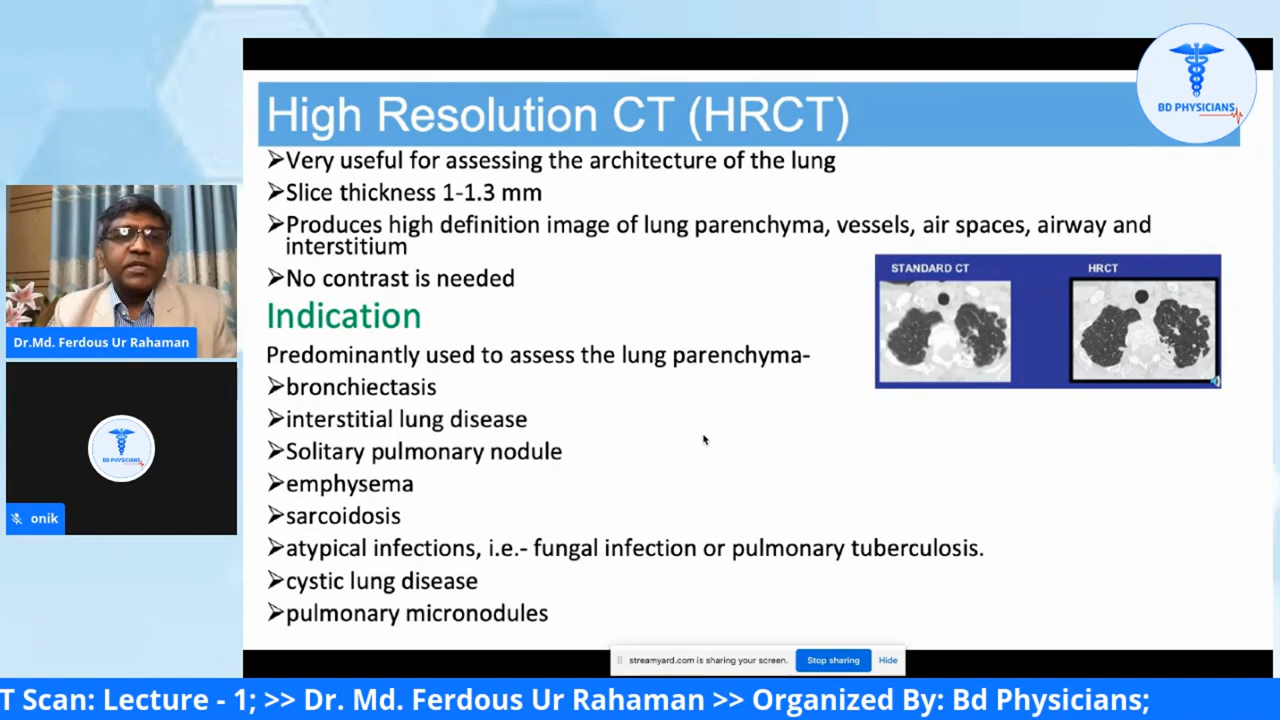 BD PHYSICIANS
High Resolution CT (HRCT)
➢Very useful for assessing the architecture of the lung
➢Slice thickness 1-1.3 mm
➢Produces high definition image of lung parenchyma, vessels, air spaces, airway and
interstitium
➢No contrast is needed
STANDARD CT
HRCT
Indication
Predominantly used to assess the lung parenchyma-
➢bronchiectasis
➢interstitial lung disease
➢Solitary pulmonary nodule
➢emphysema
➢sarcoidosis
➢atypical infections, i.e.- fungal infection or pulmonary tuberculosis.
➢cystic lung disease
➢pulmonary micronodules
Dr.Md. Ferdous Ur Rahaman
BD PHYSICIANS
onik
streamyard.com is sharing your screen.
Stop sharing
Hide
T Scan: Lecture - 1; >> Dr. Md. Ferdous Ur Rahaman >> Organized By: Bd Physicians;